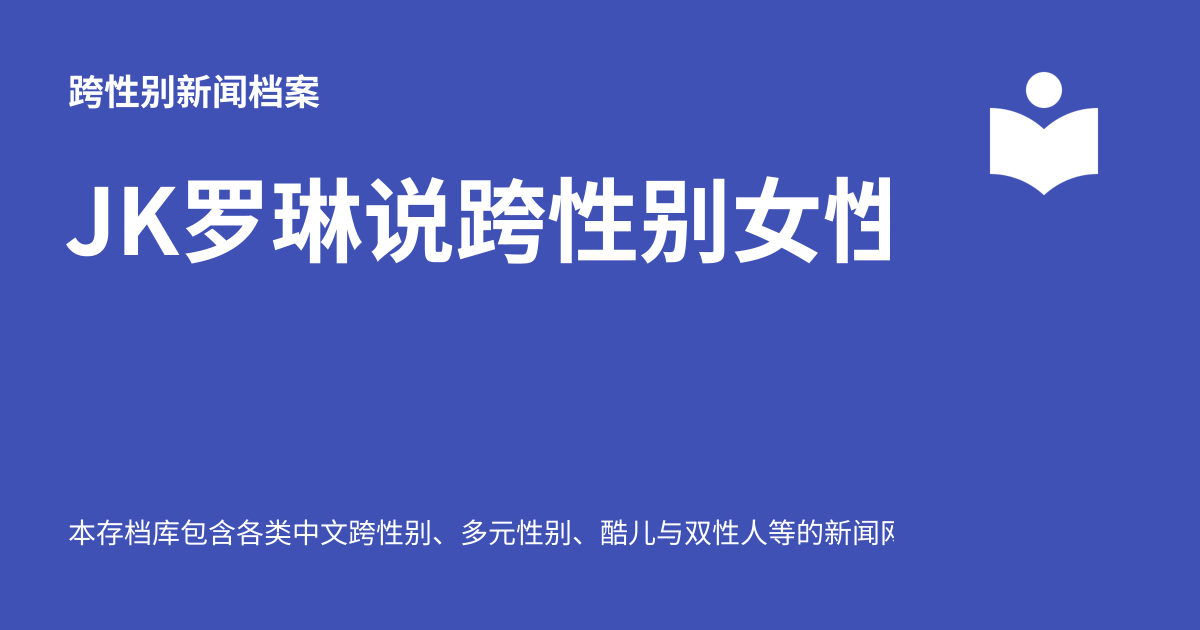 跨性别新闻档案
JK罗琳说跨性别女性
本存档库包含各类中文跨性别、多元性别、酷儿与双性人等的新闻网